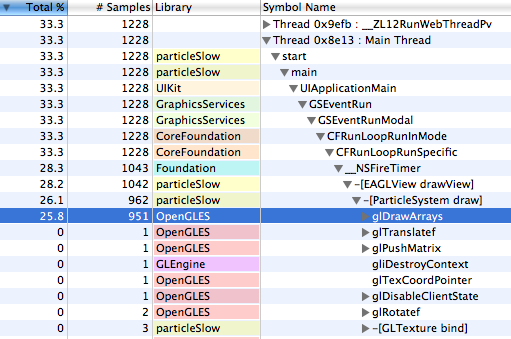 Total % # Samples Library Symbol Name
33.3 1228 Thread 0x9efb : __ZL12RunWebThreadPv
33.3 1228 Thread 0x8e13 : Main Thread
33.3 1228 particleSlow start
33.3 1228 particleSlow main
33.3 1228 UIKit UIApplicationMain
33.3 1228 GraphicsServices GSEventRun
33.3 1228 GraphicsServices GSEventRunModal
33.3 1228 CoreFoundation CFRunLoopRunInMode
33.3 1228 CoreFoundation CFRunLoopRunSpecific
28.3 1043 Foundation __NSFireTimer
28.2 1042 particleSlow -[EAGLView drawView]
26.1 962 particleSlow -[ParticleSystem draw]
25.8 951 OpenGLES glDrawArrays
0 1 OpenGLES glTranslatef
0 1 OpenGLES glPushMatrix
0 1 GLEngine gliDestroyContext
0 1 OpenGLES glTexCoordPointer
0 1 OpenGLES glDisableClientState
0 2 OpenGLES glRotatef
0 3 particleSlow -[GLTexture bind]